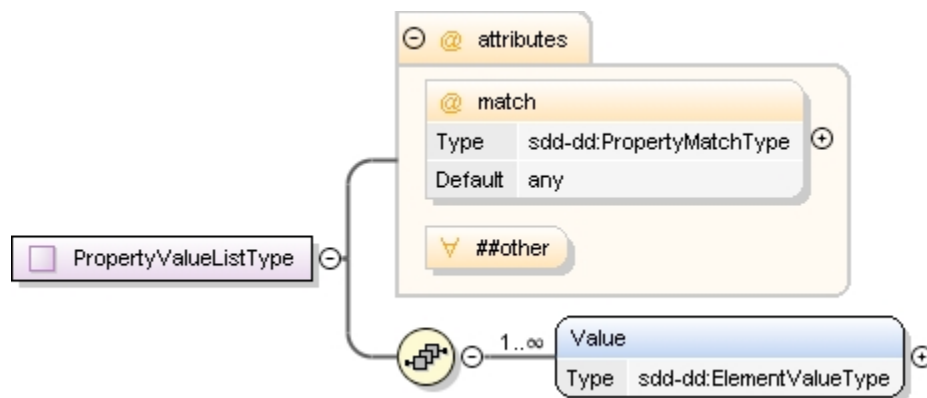 @ attributes
@ match
Type sdd-dd:PropertyMatchType
Default any
∀ ##other
PropertyValueListType
1..∞
Value
Type sdd-dd:ElementValueType